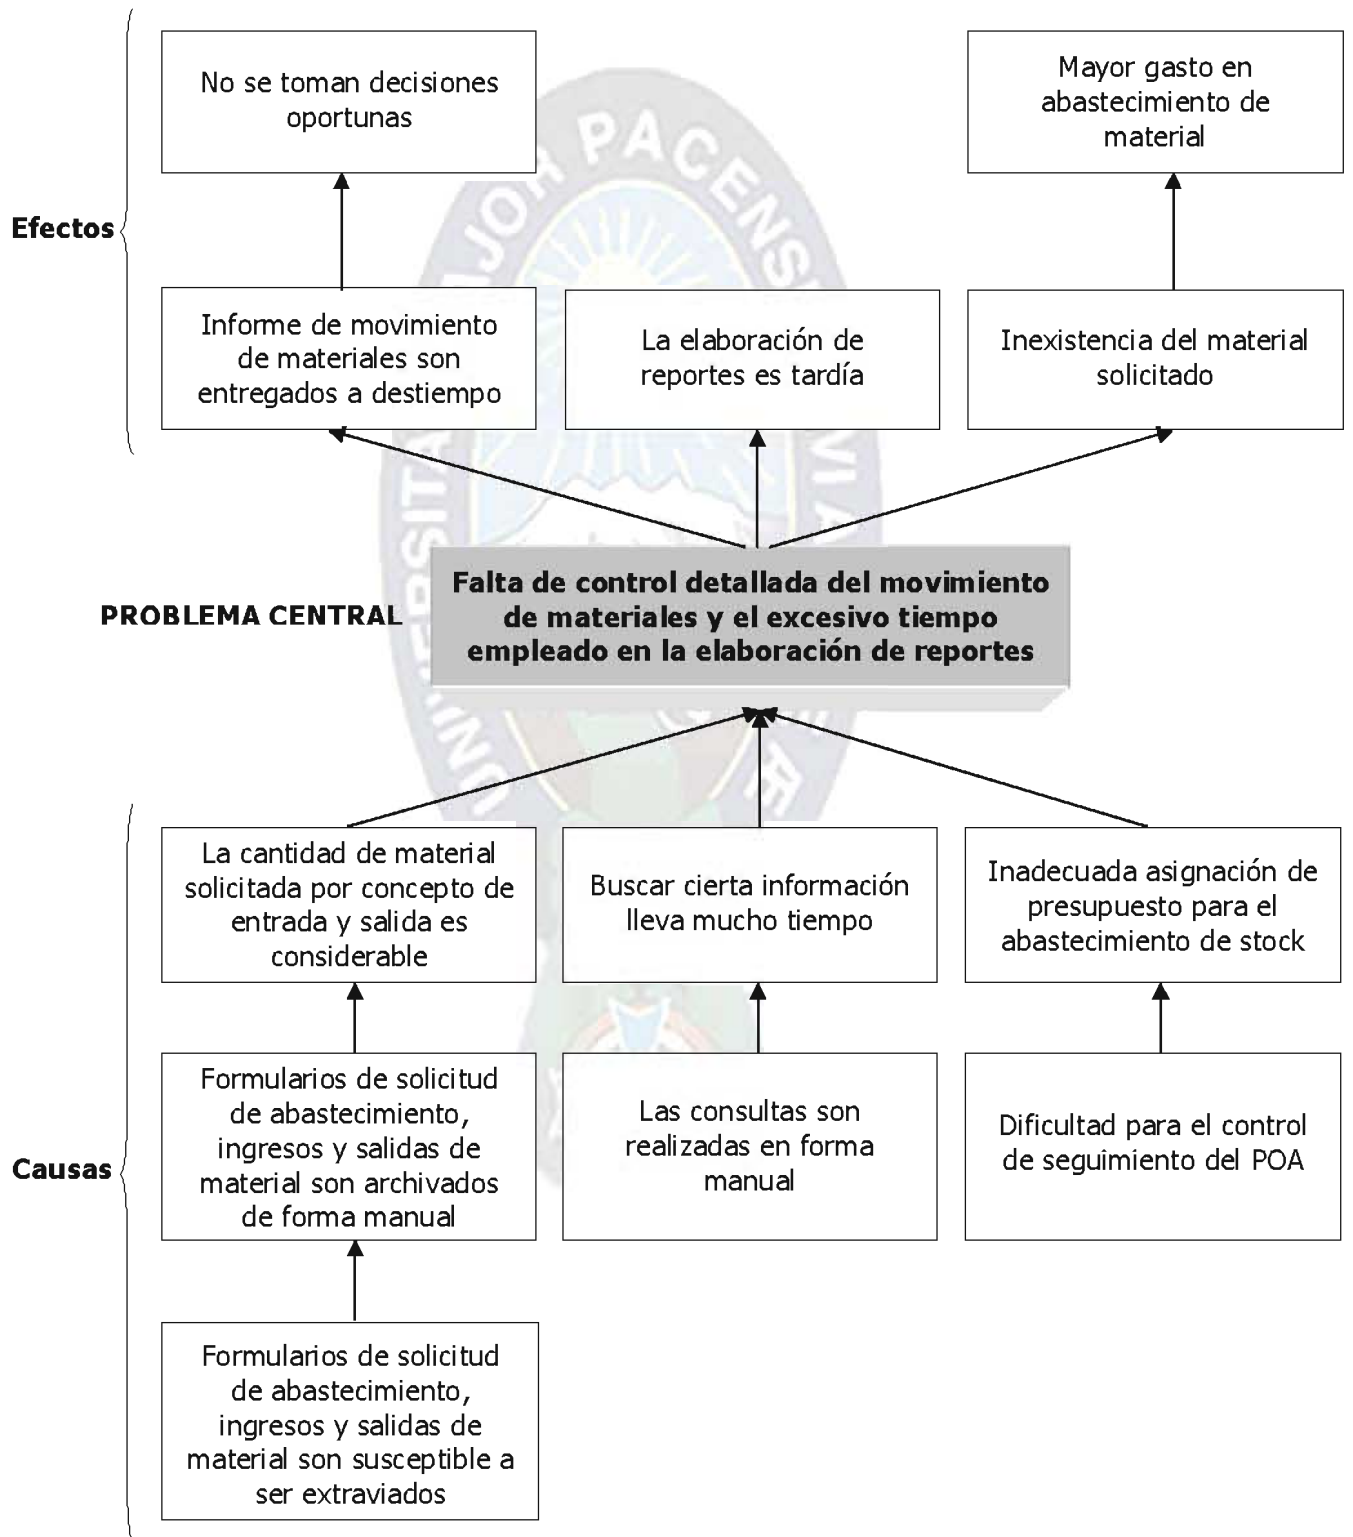 No se toman decisiones
oportunas
Mayor gasto en
abastecimiento de
material
Efectos
Informe de movimiento
de materiales son
entregados a destiempo
La elaboración de
reportes es tardía
Inexistencia del material
solicitado
PROBLEMA CENTRAL
Falta de control detallada del movimiento
de materiales y el excesivo tiempo
empleado en la elaboración de reportes
La cantidad de material
solicitada por concepto de
entrada y salida es
considerable
Buscar cierta información
lleva mucho tiempo
Inadecuada asignación de
presupuesto para el
abastecimiento de stock
Causas
Formularios de solicitud
de abastecimiento,
ingresos y salidas de
material son archivados
de forma manual
Las consultas son
realizadas en forma
manual
Dificultad para el control
de seguimiento del POA
Formularios de solicitud
de abastecimiento,
ingresos y salidas de
material son susceptible a
ser extraviados
PACENS